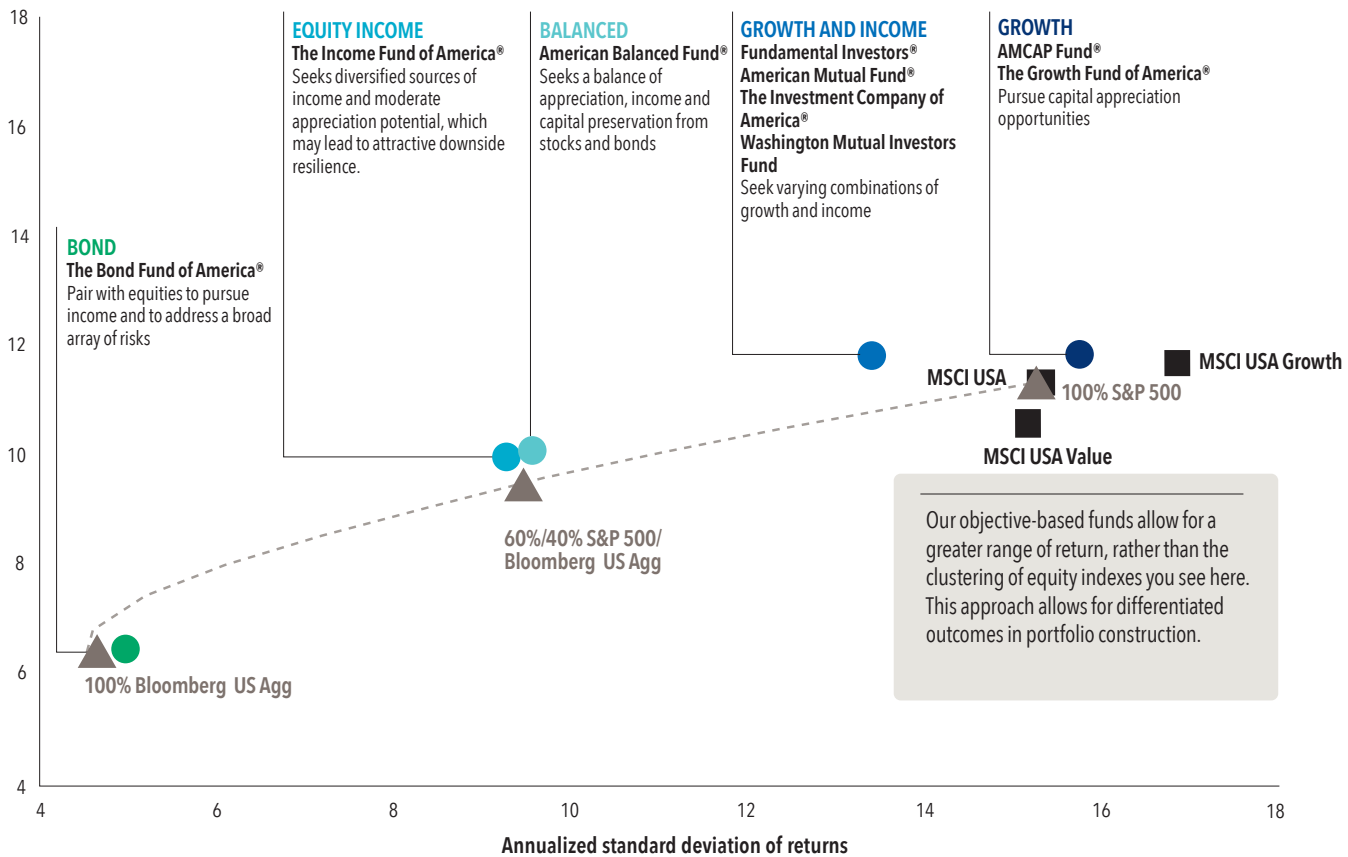 18
16
14
12
10
8
6
4
EQUITY INCOME
The Income Fund of America®
Seeks diversified sources of
income and moderate
appreciation potential, which
may lead to attractive downside
resilience.
BALANCED
American Balanced Fund®
Seeks a balance of
appreciation, income and
capital preservation from
stocks and bonds
GROWTH AND INCOME
Fundamental Investors®
American Mutual Fund®
The Investment Company of
America®
Washington Mutual Investors
Fund
Seek varying combinations of
growth and income
GROWTH
AMCAP Fund®
The Growth Fund of America®
Pursue capital appreciation
opportunities
BOND
The Bond Fund of America®
Pair with equities to pursue
income and to address a broad
array of risks
MSCI USA Growth
MSCI USA
100% S&P 500
MSCI USA Value
60%/40% S&P 500/
Bloomberg US Agg
100% Bloomberg US Agg
Our objective-based funds allow for a
greater range of return, rather than the
clustering of equity indexes you see here.
This approach allows for differentiated
outcomes in portfolio construction.
4 6 8 10 12 14 16 18
Annualized standard deviation of returns